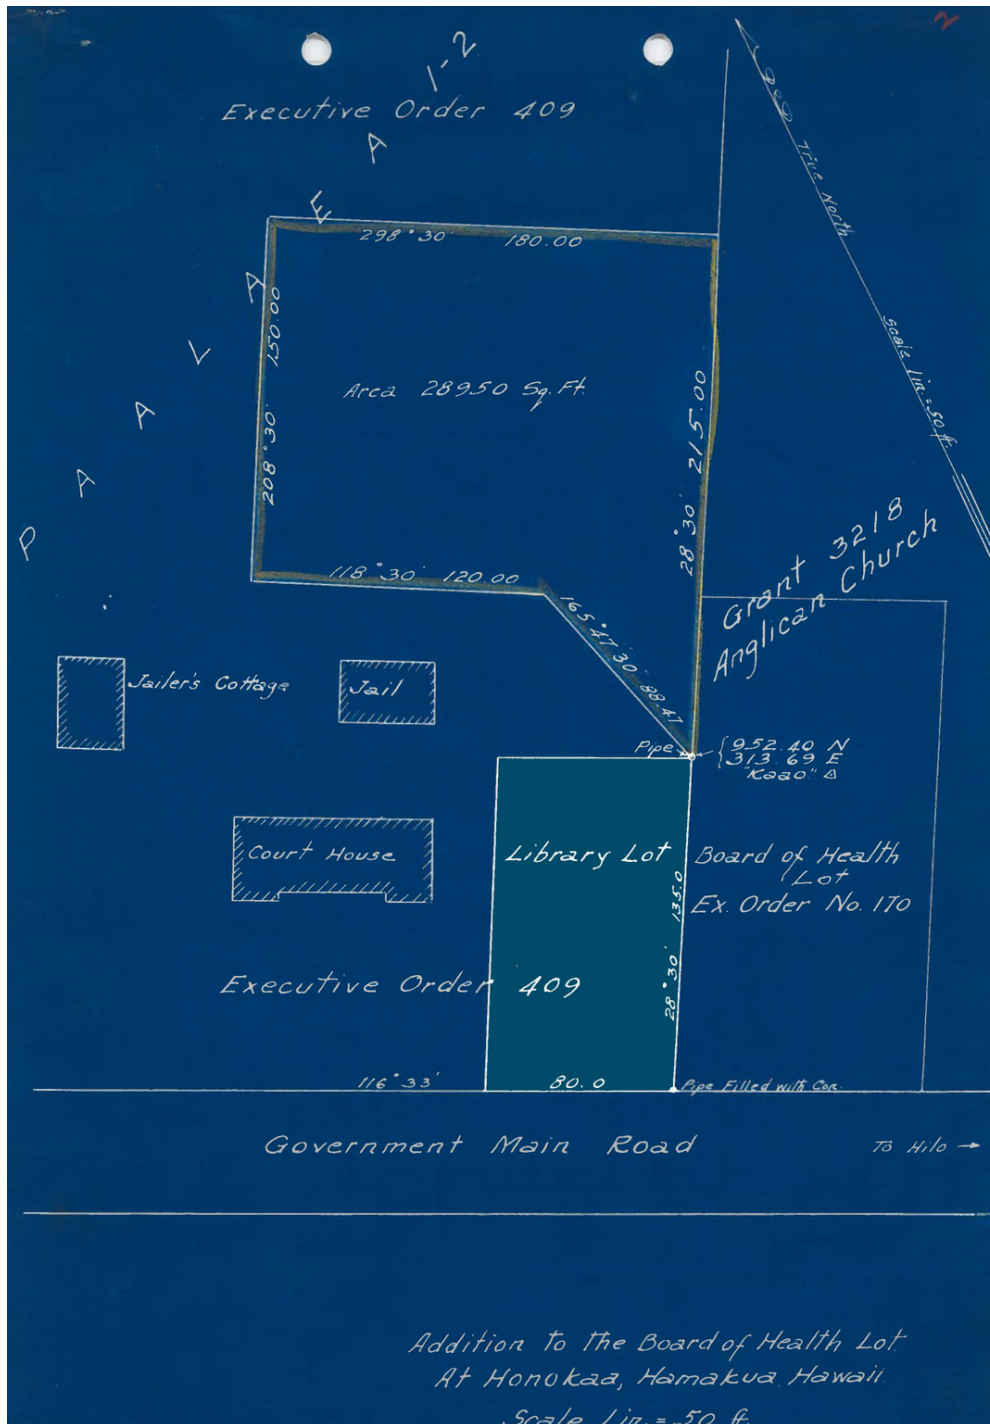 2
1-2
Executive Order 409
PAALAEA
True North
Scale 1in.=50 ft.
298°30' 180.00
208°30' 150.00
Area 28950 Sq.Ft.
28°30' 215.00
118°30' 120.00
165°47'30" 88.47
Grant 3218
Anglican Church
Jailer's Cottage
Jail
Pipe
952.40 N
313.69 E
"Kaao" △
Court House
Library Lot
Board of Health
Lot
Ex. Order No. 170
28°30' 135.0
Executive Order 409
116°33' 80.0
Pipe Filled with Con.
Government Main Road
To Hilo →
Addition to the Board of Health Lot
At Honokaa, Hamakua, Hawaii.
Scale 1in.=50 ft.